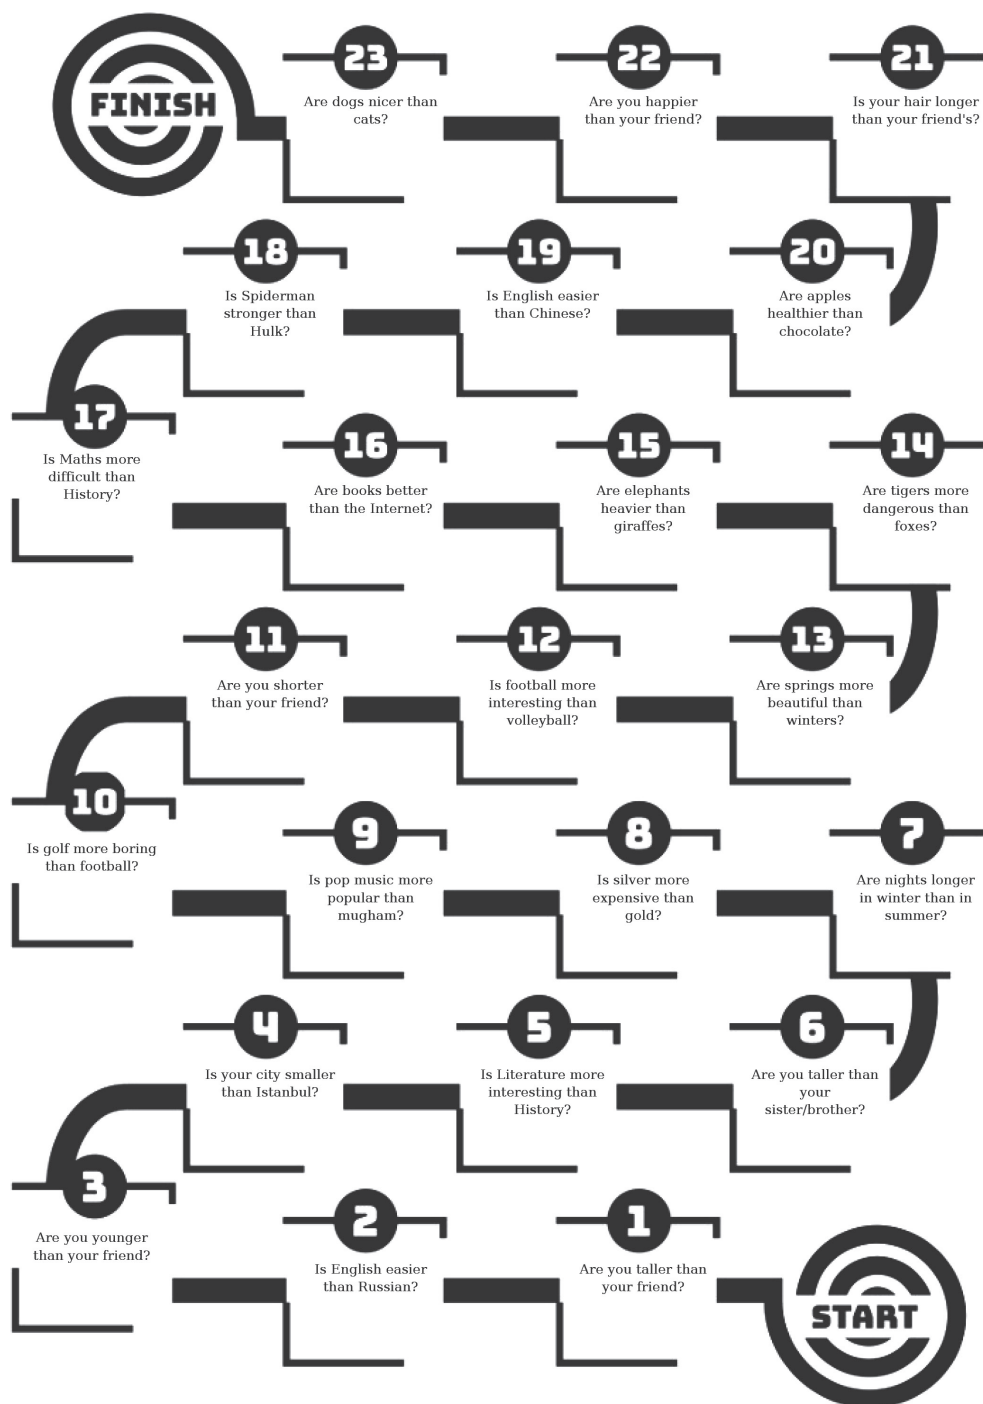 FINISH
23
Are dogs nicer than
cats?
22
Are you happier
than your friend?
21
Is your hair longer
than your friend's?
18
Is Spiderman
stronger than
Hulk?
19
Is English easier
than Chinese?
20
Are apples
healthier than
chocolate?
17
Is Maths more
difficult than
History?
16
Are books better
than the Internet?
15
Are elephants
heavier than
giraffes?
14
Are tigers more
dangerous than
foxes?
11
Are you shorter
than your friend?
12
Is football more
interesting than
volleyball?
13
Are springs more
beautiful than
winters?
10
Is golf more boring
than football?
9
Is pop music more
popular than
mugham?
8
Is silver more
expensive than
gold?
7
Are nights longer
in winter than in
summer?
4
Is your city smaller
than Istanbul?
5
Is Literature more
interesting than
History?
6
Are you taller than
your
sister/brother?
3
Are you younger
than your friend?
2
Is English easier
than Russian?
1
Are you taller than
your friend?
START